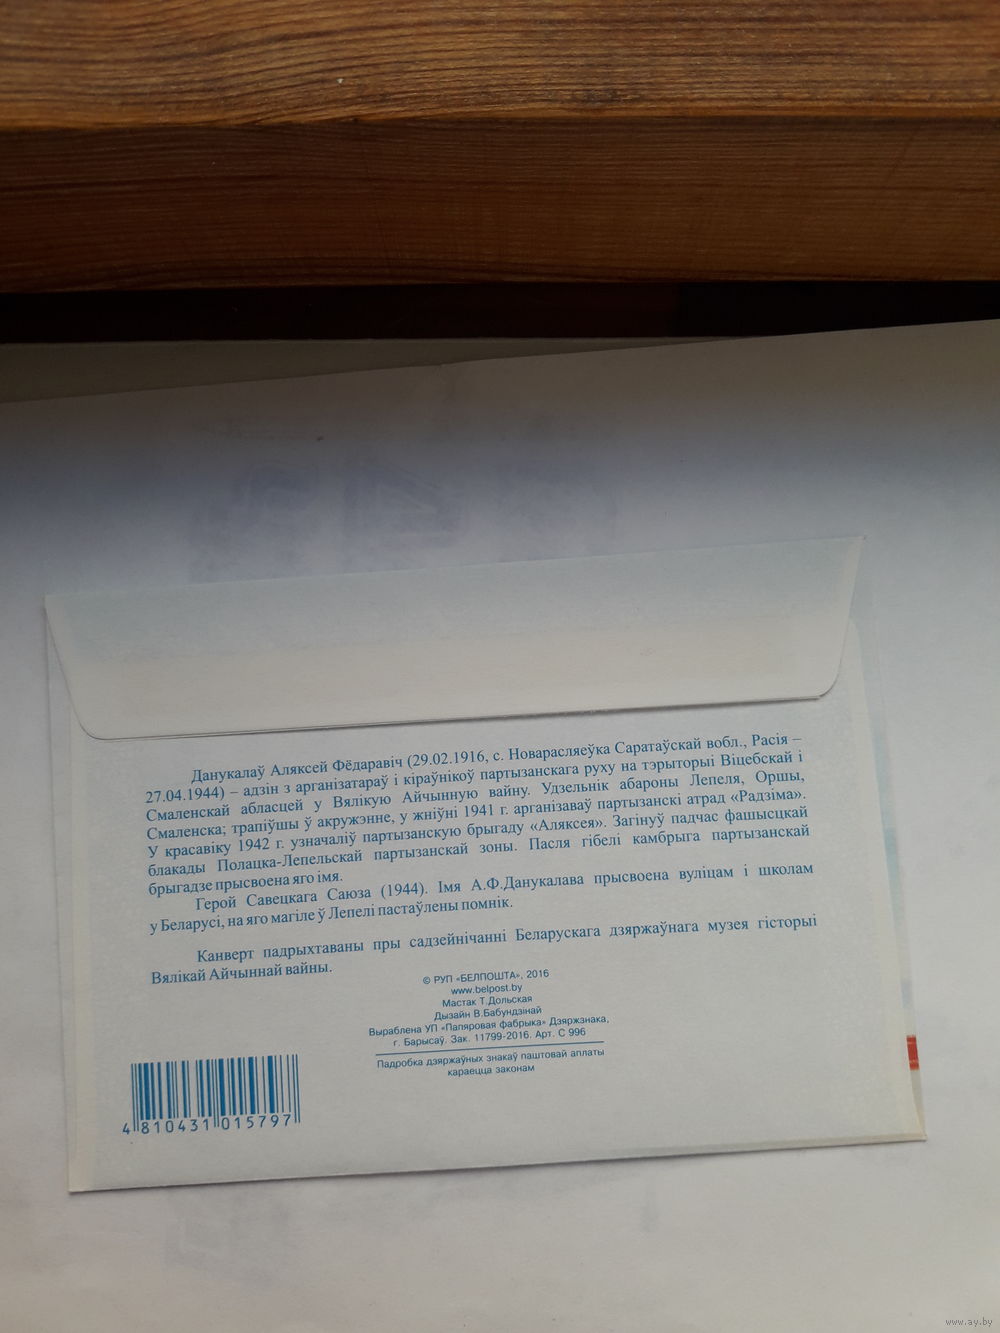 Данукалаў Аляксей Фёдаравіч (29.02.1916, с. Новарасляеўка Саратаўскай вобл., Расія –
27.04.1944) – адзін з арганізатараў і кіраўнікоў партызанскага руху на тэрыторыі Віцебскай і
Смаленскай абласцей у Вялікую Айчынную вайну. Удзельнік абароны Лепеля, Оршы,
Смаленска; трапіўшы ў акружэнне, у жніўні 1941 г. арганізаваў партызанскі атрад «Радзіма».
У красавіку 1942 г. узначаліў партызанскую брыгаду «Аляксея». Загінуў падчас фашысцкай
блакады Полацка-Лепельскай партызанскай зоны. Пасля гібелі камбрыга партызанскай
брыгадзе прысвоена яго імя.
Герой Савецкага Саюза (1944). Імя А.Ф.Данукалава прысвоена вуліцам і школам
у Беларусі, на яго магіле ў Лепелі пастаўлены помнік.
Канверт падрыхтаваны пры садзейнічанні Беларускага дзяржаўнага музея гісторыі
Вялікай Айчыннай вайны.
© РУП «БЕЛПОШТА», 2016
www.belpost.by
Мастак Т.Дольская
Дызайн В.Бабундзінай
Выраблена УП «Папяровая фабрыка» Дзяржзнака,
г. Барысаў. Зак. 11799-2016. Арт. С 996
Падробка дзяржаўных знакаў паштовай аплаты
караецца законам
4 810431 015797
www.ay.by